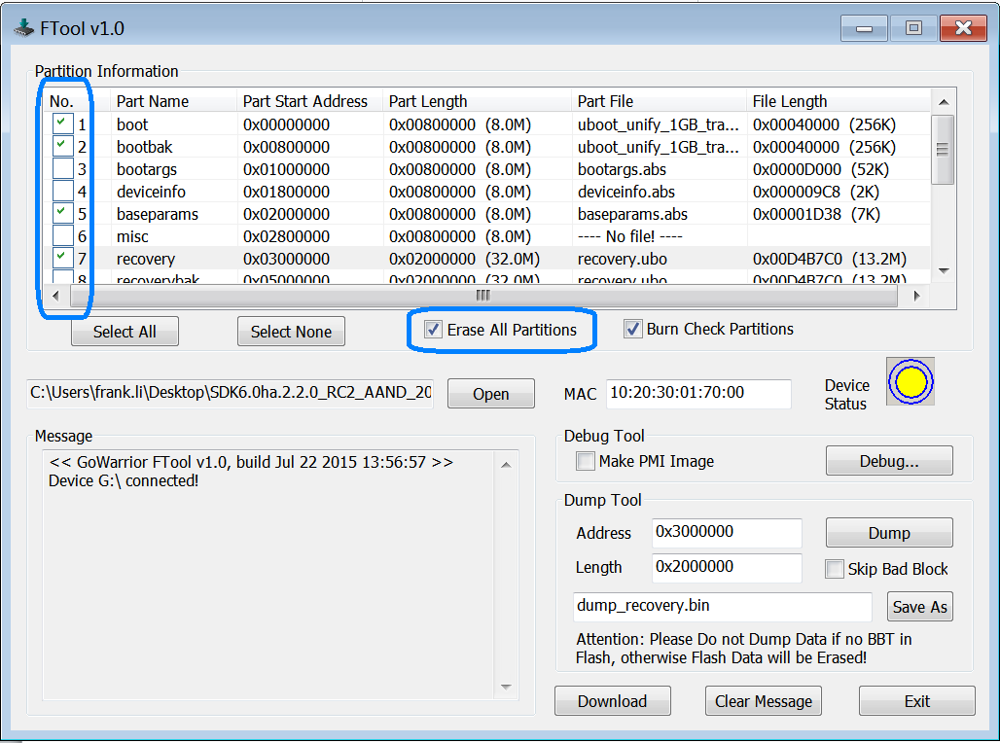 FTool v1.0
Partition Information
No. Part Name Part Start Address Part Length Part File File Length
1 boot 0x00000000 0x00800000 (8.0M) uboot_unify_1GB_tra... 0x00040000 (256K)
2 bootbak 0x00800000 0x00800000 (8.0M) uboot_unify_1GB_tra... 0x00040000 (256K)
3 bootargs 0x01000000 0x00800000 (8.0M) bootargs.abs 0x0000D000 (52K)
4 deviceinfo 0x01800000 0x00800000 (8.0M) deviceinfo.abs 0x000009C8 (2K)
5 baseparams 0x02000000 0x00800000 (8.0M) baseparams.abs 0x00001D38 (7K)
6 misc 0x02800000 0x00800000 (8.0M) ---- No file! ----
7 recovery 0x03000000 0x02000000 (32.0M) recovery.ubo 0x00D4B7C0 (13.2M)
8 recoverybak 0x05000000 0x02000000 (32.0M) recovery.ubo 0x00D4B7C0 (13.2M)
Select All Select None Erase All Partitions Burn Check Partitions
C:\Users\frank.li\Desktop\SDK6.0ha.2.2.0_RC2_AAND_20 Open MAC 10:20:30:01:70:00 Device
Status
Message
<< GoWarrior FTool v1.0, build Jul 22 2015 13:56:57 >>
Device G:\ connected!
Debug Tool
Make PMI Image Debug...
Dump Tool
Address 0x3000000 Dump
Length 0x2000000 Skip Bad Block
dump_recovery.bin Save As
Attention: Please Do not Dump Data if no BBT in
Flash, otherwise Flash Data will be Erased!
Download Clear Message Exit